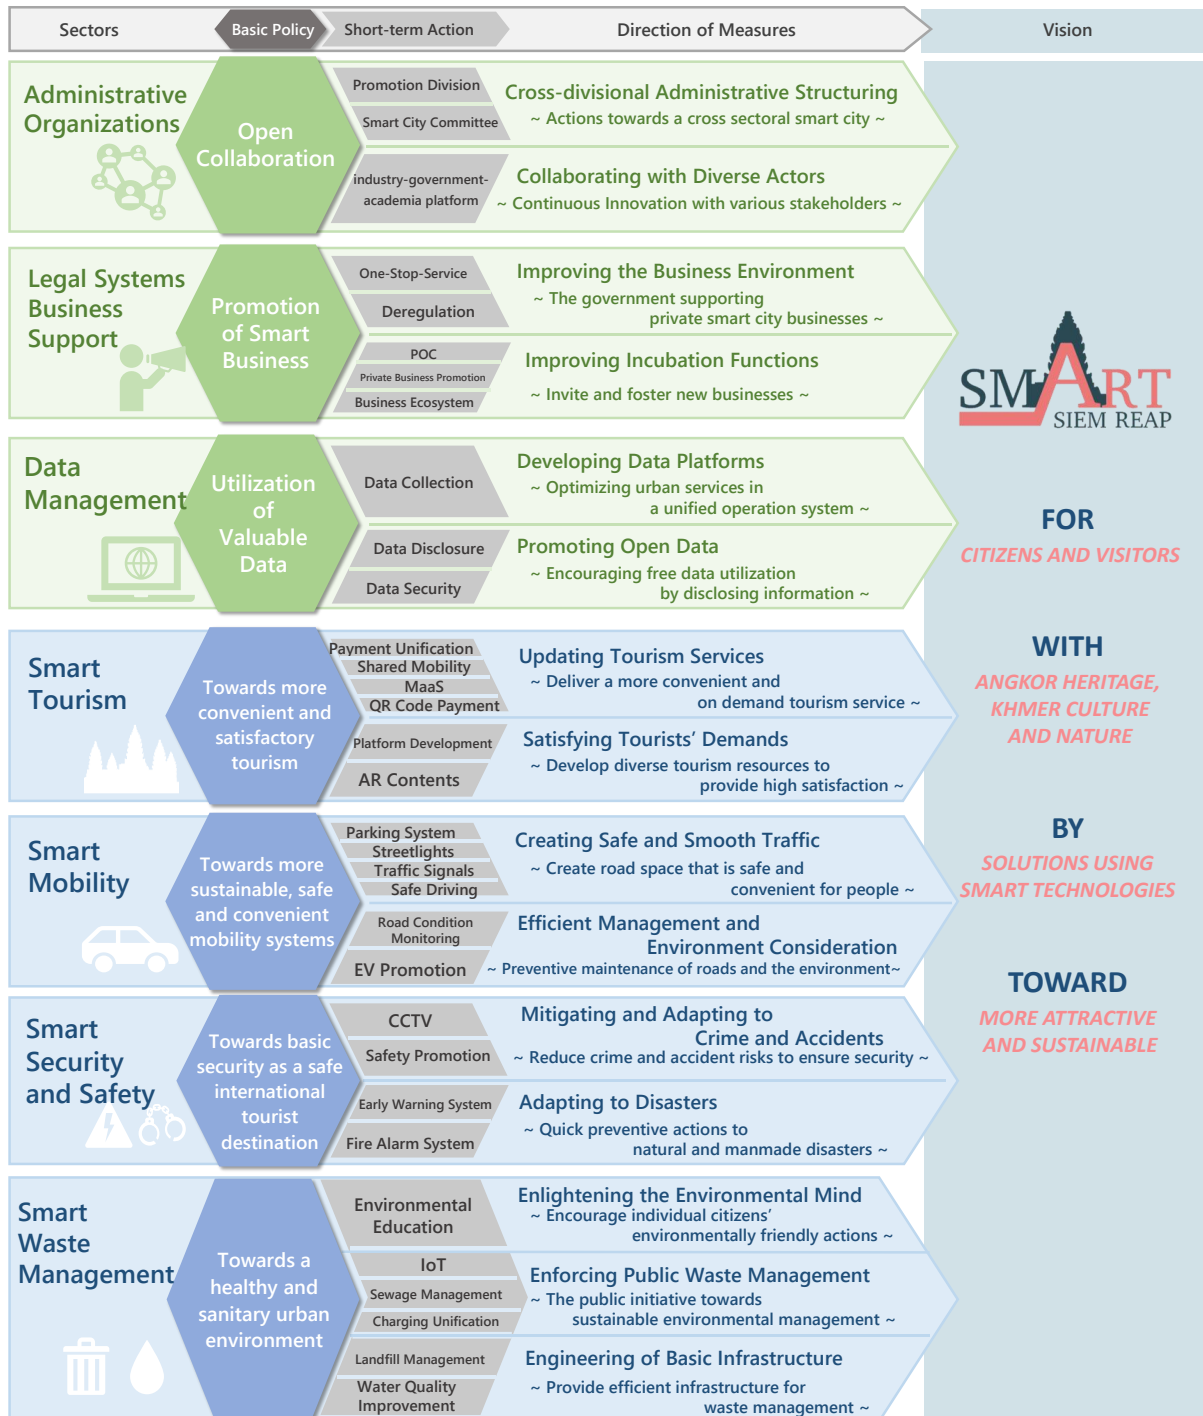 Sectors
Basic Policy
Short-term Action
Direction of Measures
Vision
Administrative
Organizations
Open
Collaboration
Promotion Division
Smart City Committee
Cross-divisional Administrative Structuring
~ Actions towards a cross sectoral smart city ~
industry-government-
academia platform
Collaborating with Diverse Actors
~ Continuous Innovation with various stakeholders ~
Legal Systems
Business
Support
Promotion
of Smart
Business
One-Stop-Service
Deregulation
Improving the Business Environment
~ The government supporting
private smart city businesses ~
POC
Private Business Promotion
Business Ecosystem
Improving Incubation Functions
~ Invite and foster new businesses ~
Data
Management
Utilization
of
Valuable
Data
Data Collection
Developing Data Platforms
~ Optimizing urban services in
a unified operation system ~
Data Disclosure
Data Security
Promoting Open Data
~ Encouraging free data utilization
by disclosing information ~
Smart
Tourism
Towards more
convenient and
satisfactory
tourism
Payment Unification
Shared Mobility
MaaS
QR Code Payment
Updating Tourism Services
~ Deliver a more convenient and
on demand tourism service ~
Platform Development
AR Contents
Satisfying Tourists' Demands
~ Develop diverse tourism resources to
provide high satisfaction ~
Smart
Mobility
Towards more
sustainable, safe
and convenient
mobility systems
Parking System
Streetlights
Traffic Signals
Safe Driving
Creating Safe and Smooth Traffic
~ Create road space that is safe and
convenient for people ~
Road Condition
Monitoring
EV Promotion
Efficient Management and
Environment Consideration
~ Preventive maintenance of roads and the environment~
Smart
Security
and Safety
Towards basic
security as a safe
international
tourist
destination
CCTV
Safety Promotion
Mitigating and Adapting to
Crime and Accidents
~ Reduce crime and accident risks to ensure security ~
Early Warning System
Fire Alarm System
Adapting to Disasters
~ Quick preventive actions to
natural and manmade disasters ~
Smart
Waste
Management
Towards a
healthy and
sanitary urban
environment
Environmental
Education
Enlightening the Environmental Mind
~ Encourage individual citizens'
environmentally friendly actions ~
IoT
Sewage Management
Charging Unification
Enforcing Public Waste Management
~ The public initiative towards
sustainable environmental management ~
Landfill Management
Water Quality
Improvement
Engineering of Basic Infrastructure
~ Provide efficient infrastructure for
waste management ~
SMART
SIEM REAP
FOR
CITIZENS AND VISITORS
WITH
ANGKOR HERITAGE,
KHMER CULTURE
AND NATURE
BY
SOLUTIONS USING
SMART TECHNOLOGIES
TOWARD
MORE ATTRACTIVE
AND SUSTAINABLE